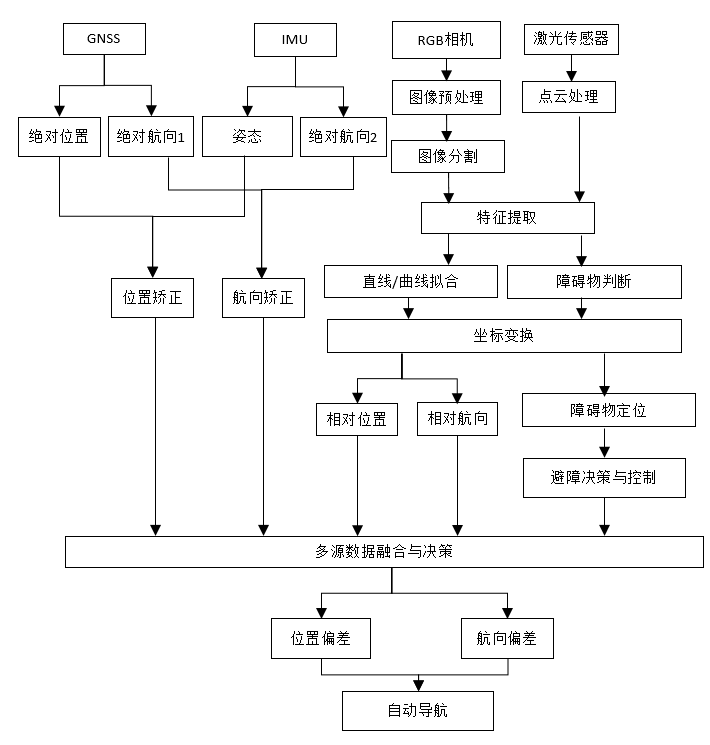 GNSS
IMU
RGB相机
激光传感器
图像预处理
点云处理
绝对位置
绝对航向1
姿态
绝对航向2
图像分割
特征提取
直线/曲线拟合
障碍物判断
位置矫正
航向矫正
坐标变换
相对位置
相对航向
障碍物定位
避障决策与控制
多源数据融合与决策
位置偏差
航向偏差
自动导航